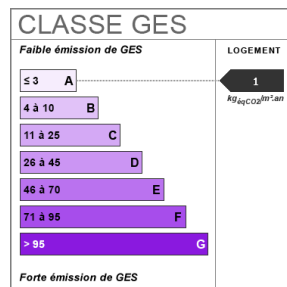 CLASSE GES
Faible émission de GES
LOGEMENT
≤ 3 A
1
kgéqCO2/m².an
4 à 10 B
11 à 25 C
26 à 45 D
46 à 70 E
71 à 95 F
> 95 G
Forte émission de GES